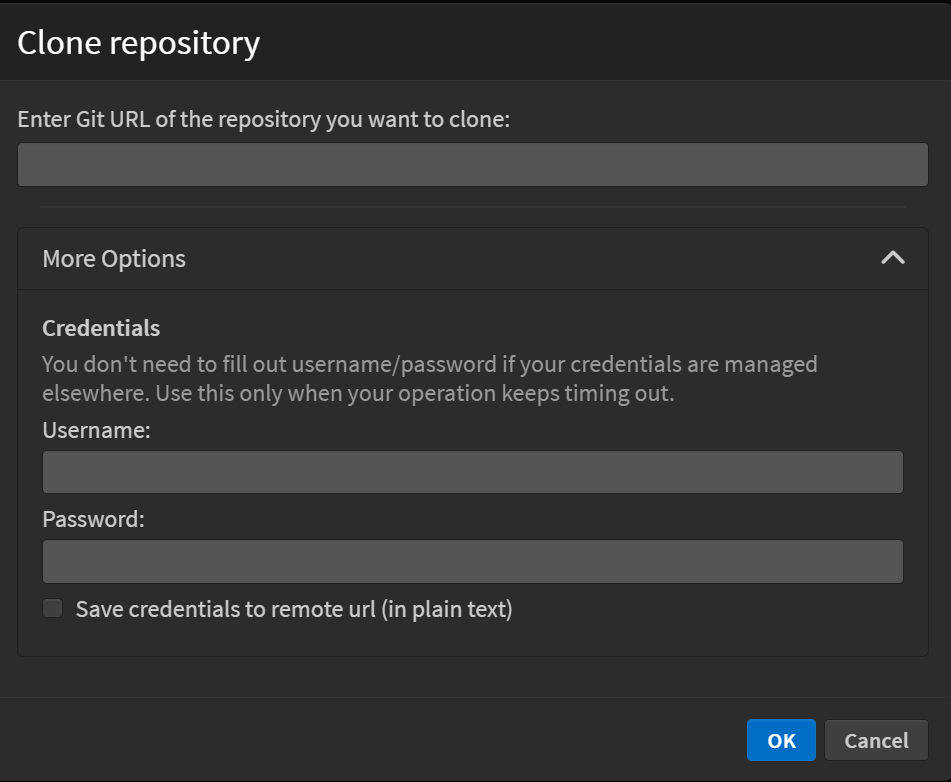 Clone repository
Enter Git URL of the repository you want to clone:
More Options
Credentials
You don't need to fill out username/password if your credentials are managed
elsewhere. Use this only when your operation keeps timing out.
Username:
Password:
Save credentials to remote url (in plain text)
OK Cancel